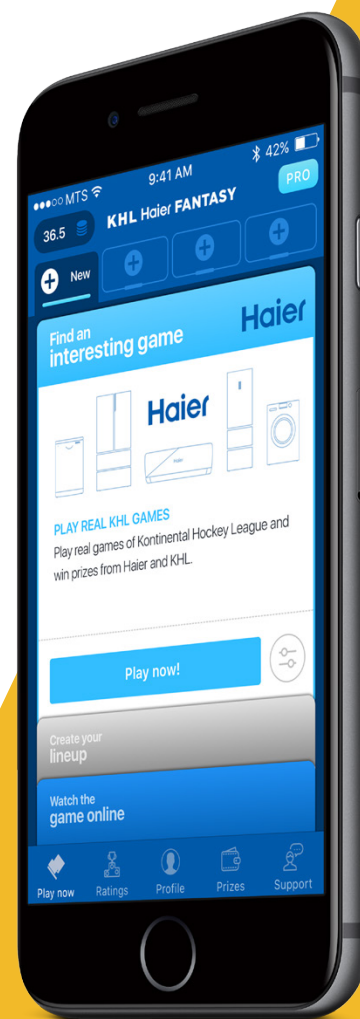 MTS 9:41 AM 42%
36.5 KHL Haier FANTASY PRO
New
Find an
interesting game Haier
Haier
PLAY REAL KHL GAMES
Play real games of Kontinental Hockey League and
win prizes from Haier and KHL.
Play now!
Create your
lineup
Watch the
game online
Play now Ratings Profile Prizes Support